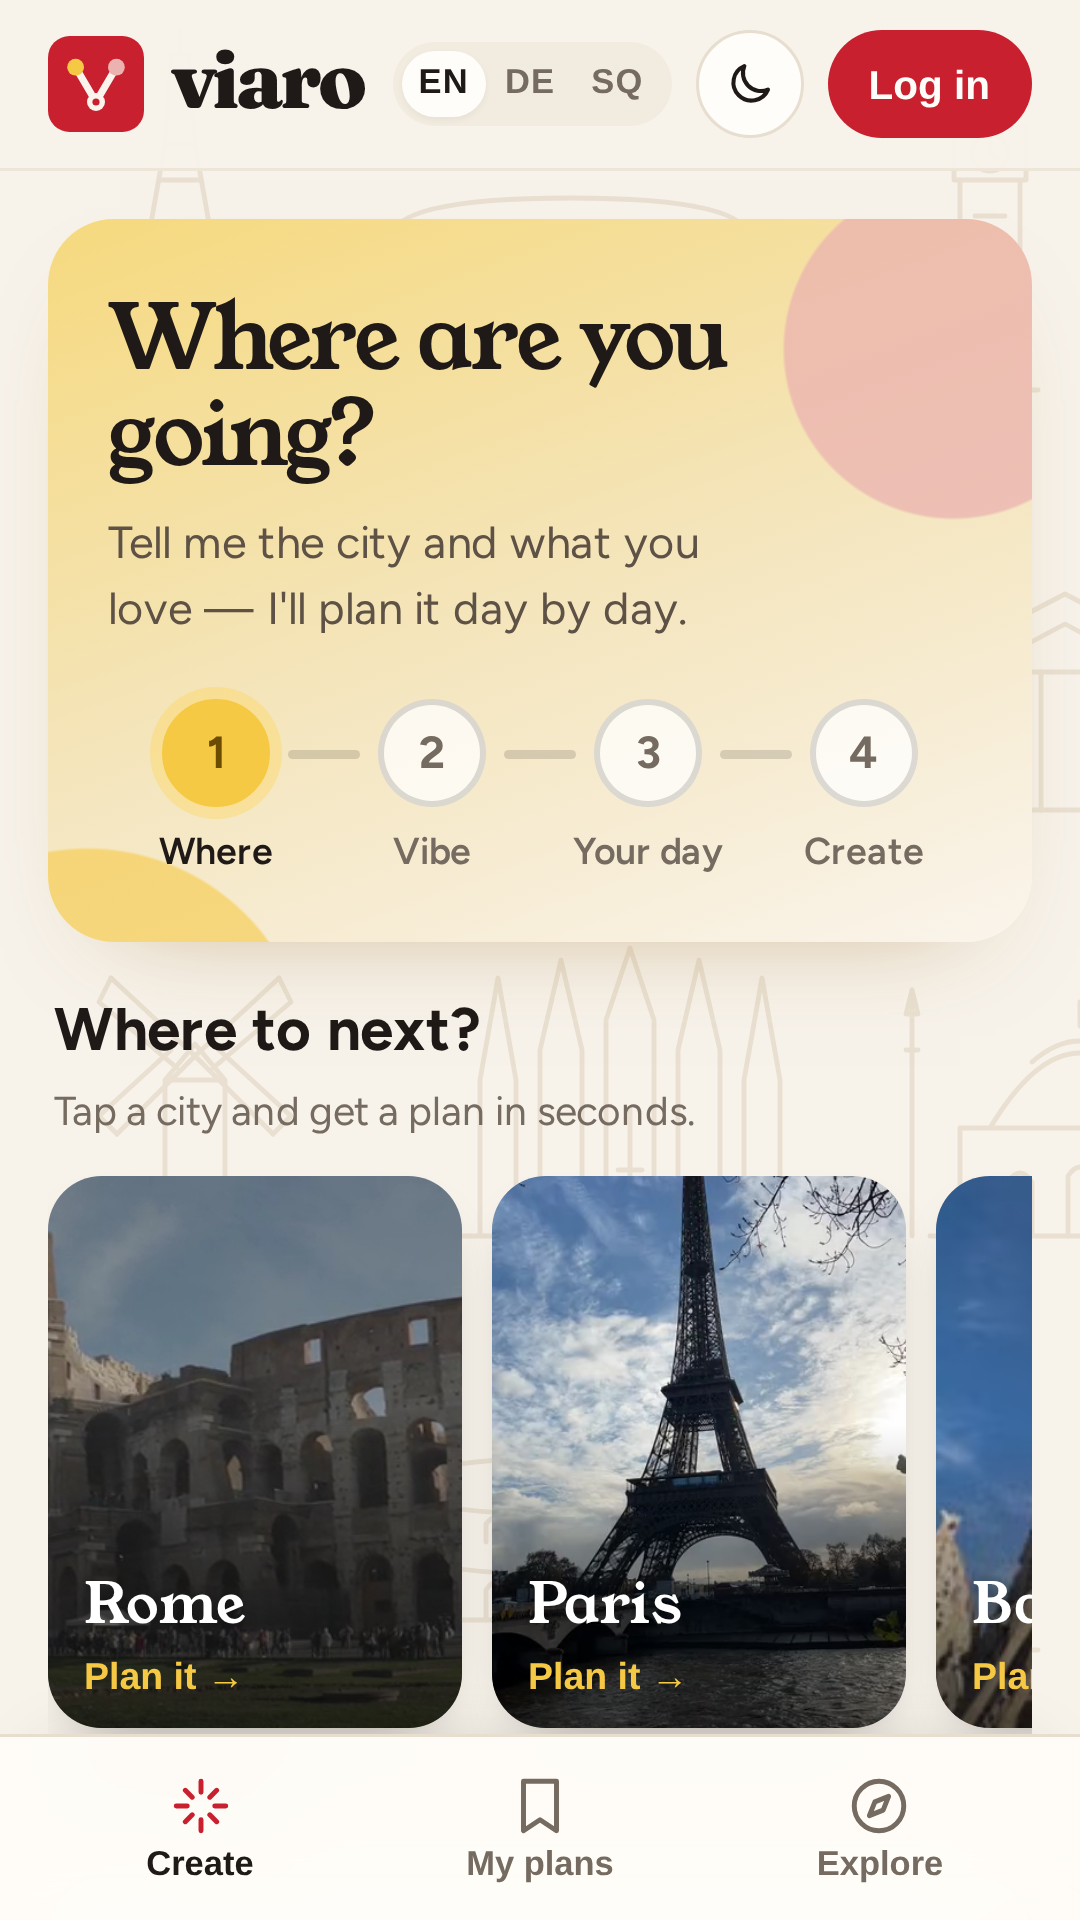 viaro
EN DE SQ
Log in
Where are you
going?
Tell me the city and what you
love — I'll plan it day by day.
1 2 3 4
Where Vibe Your day Create
Where to next?
Tap a city and get a plan in seconds.
Rome
Plan it →
Paris
Plan it →
Create
My plans
Explore